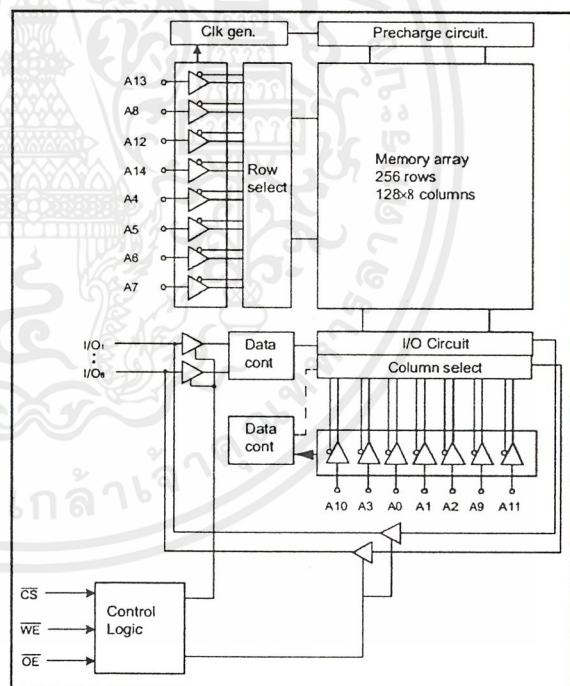 Clk gen.
Precharge circuit.
A13
A8
A12
A14
A4
A5
A6
A7
Row
select
Memory array
256 rows
128×8 columns
I/O1
I/O8
Data
cont
I/O Circuit
Column select
Data
cont
A10 A3 A0 A1 A2 A9 A11
CS
WE
OE
Control
Logic